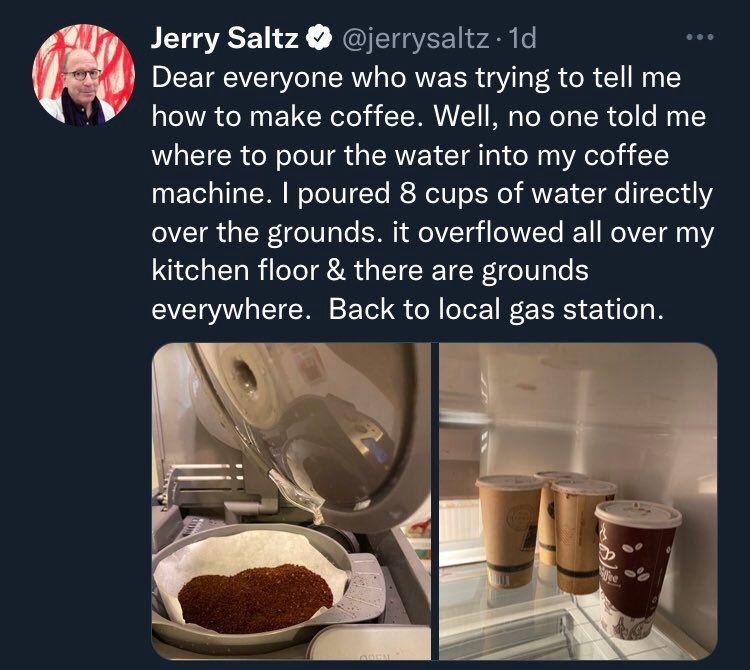 Jerry Saltz @jerrysaltz · 1d
Dear everyone who was trying to tell me
how to make coffee. Well, no one told me
where to pour the water into my coffee
machine. I poured 8 cups of water directly
over the grounds. it overflowed all over my
kitchen floor & there are grounds
everywhere.  Back to local gas station.
OPEN